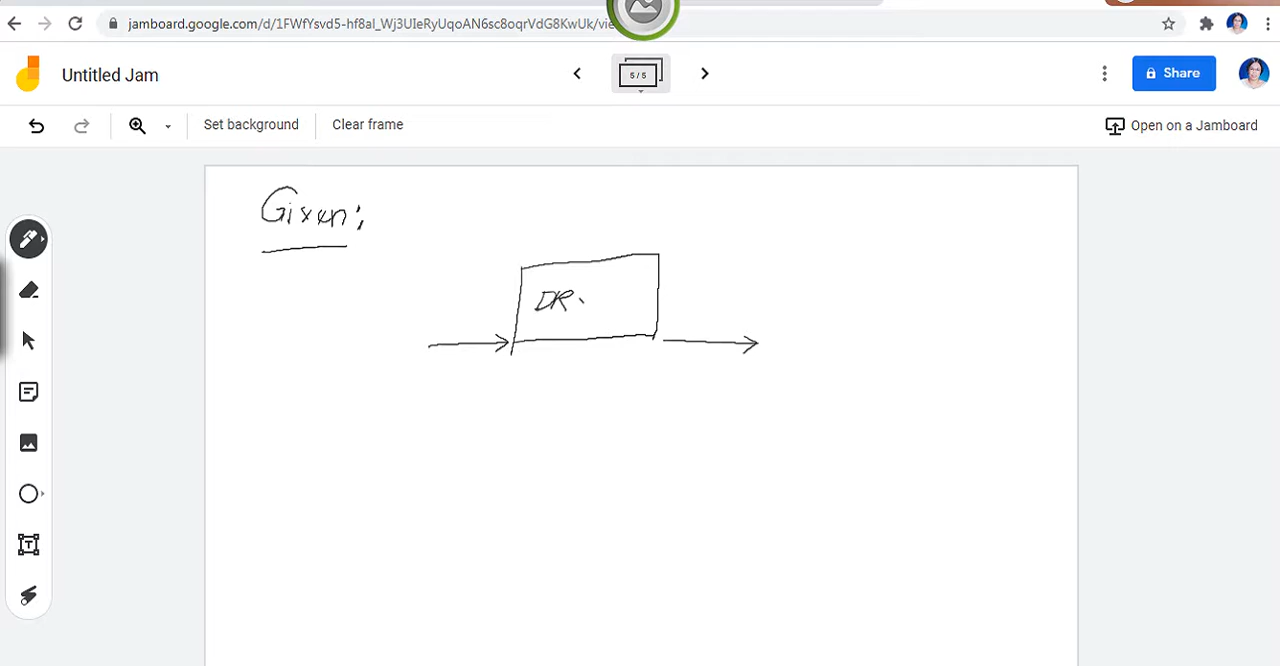 jamboard.google.com/d/1FWfYsvd5-hf8al_Wj3UIeRyUqoAN6sc8oqrVdG8KwUk/vie
Untitled Jam
5 / 5
Share
Set background
Clear frame
Open on a Jamboard
Given:
DR